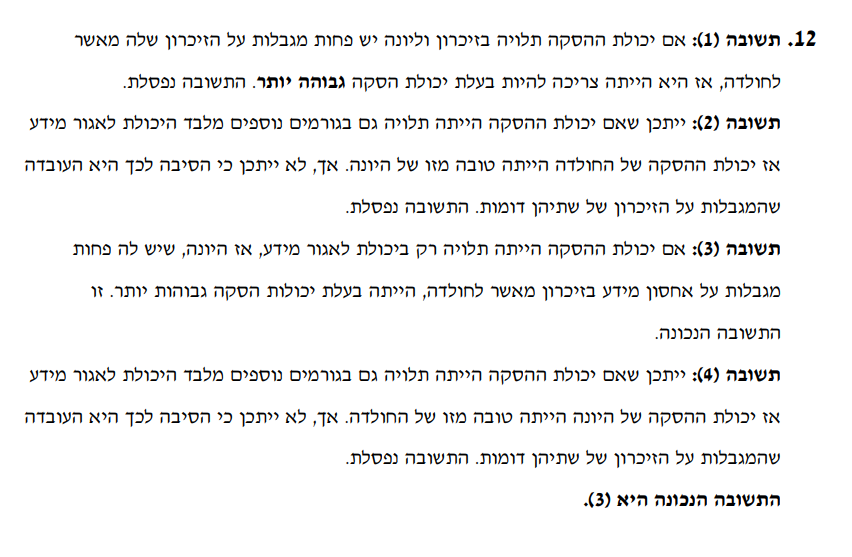 12. תשובה (1): אם יכולת ההסקה תלויה בזיכרון וליונה יש פחות מגבלות על הזיכרון שלה מאשר
לחולדה, אז היא הייתה צריכה להיות בעלת יכולת הסקה גבוהה יותר. התשובה נפסלת.
תשובה (2): ייתכן שאם יכולת ההסקה הייתה תלויה גם בגורמים נוספים מלבד היכולת לאגור מידע
אז יכולת ההסקה של החולדה הייתה טובה מזו של היונה. אך, לא ייתכן כי הסיבה לכך היא העובדה
שהמגבלות על הזיכרון של שתיהן דומות. התשובה נפסלת.
תשובה (3): אם יכולת ההסקה הייתה תלויה רק ביכולת לאגור מידע, אז היונה, שיש לה פחות
מגבלות על אחסון מידע בזיכרון מאשר לחולדה, הייתה בעלת יכולות הסקה גבוהות יותר. זו
התשובה הנכונה.
תשובה (4): ייתכן שאם יכולת ההסקה הייתה תלויה גם בגורמים נוספים מלבד היכולת לאגור מידע
אז יכולת ההסקה של היונה הייתה טובה מזו של החולדה. אך, לא ייתכן כי הסיבה לכך היא העובדה
שהמגבלות על הזיכרון של שתיהן דומות. התשובה נפסלת.
התשובה הנכונה היא (3).